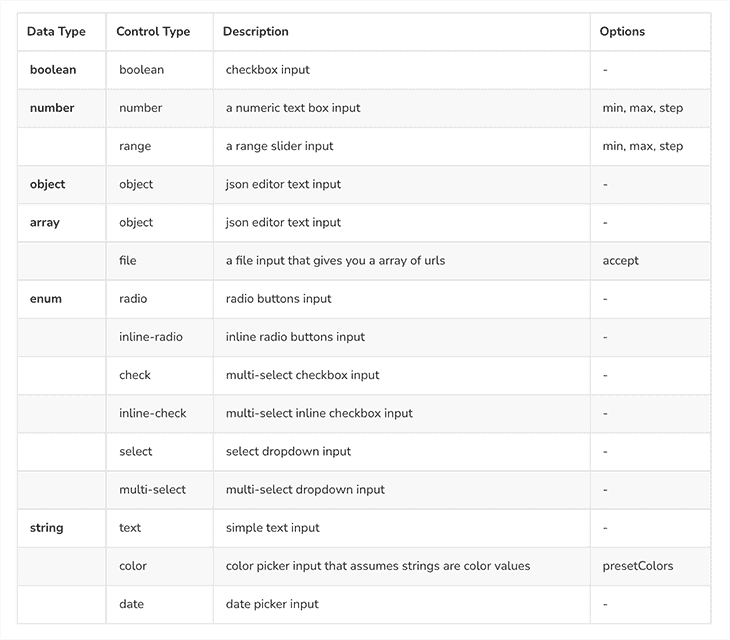 Data Type Control Type Description Options
boolean boolean checkbox input -
number number a numeric text box input min, max, step
range a range slider input min, max, step
object object json editor text input -
array object json editor text input -
file a file input that gives you a array of urls accept
enum radio radio buttons input -
inline-radio inline radio buttons input -
check multi-select checkbox input -
inline-check multi-select inline checkbox input -
select select dropdown input -
multi-select multi-select dropdown input -
string text simple text input -
color color picker input that assumes strings are color values presetColors
date date picker input -